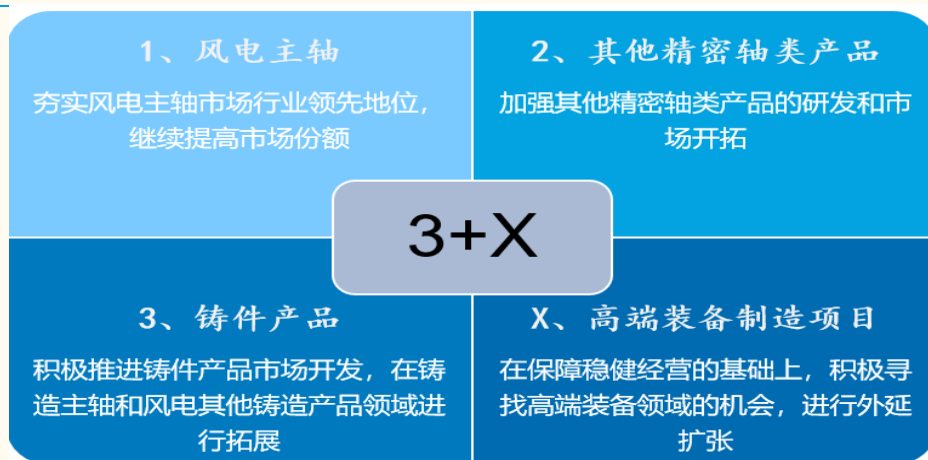 1、风电主轴
夯实风电主轴市场行业领先地位，
继续提高市场份额
2、其他精密轴类产品
加强其他精密轴类产品的研发和市
场开拓
3+X
3、铸件产品
积极推进铸件产品市场开发，在铸
造主轴和风电其他铸造产品领域进
行拓展
X、高端装备制造项目
在保障稳健经营的基础上，积极寻
找高端装备领域的机会，进行外延
扩张